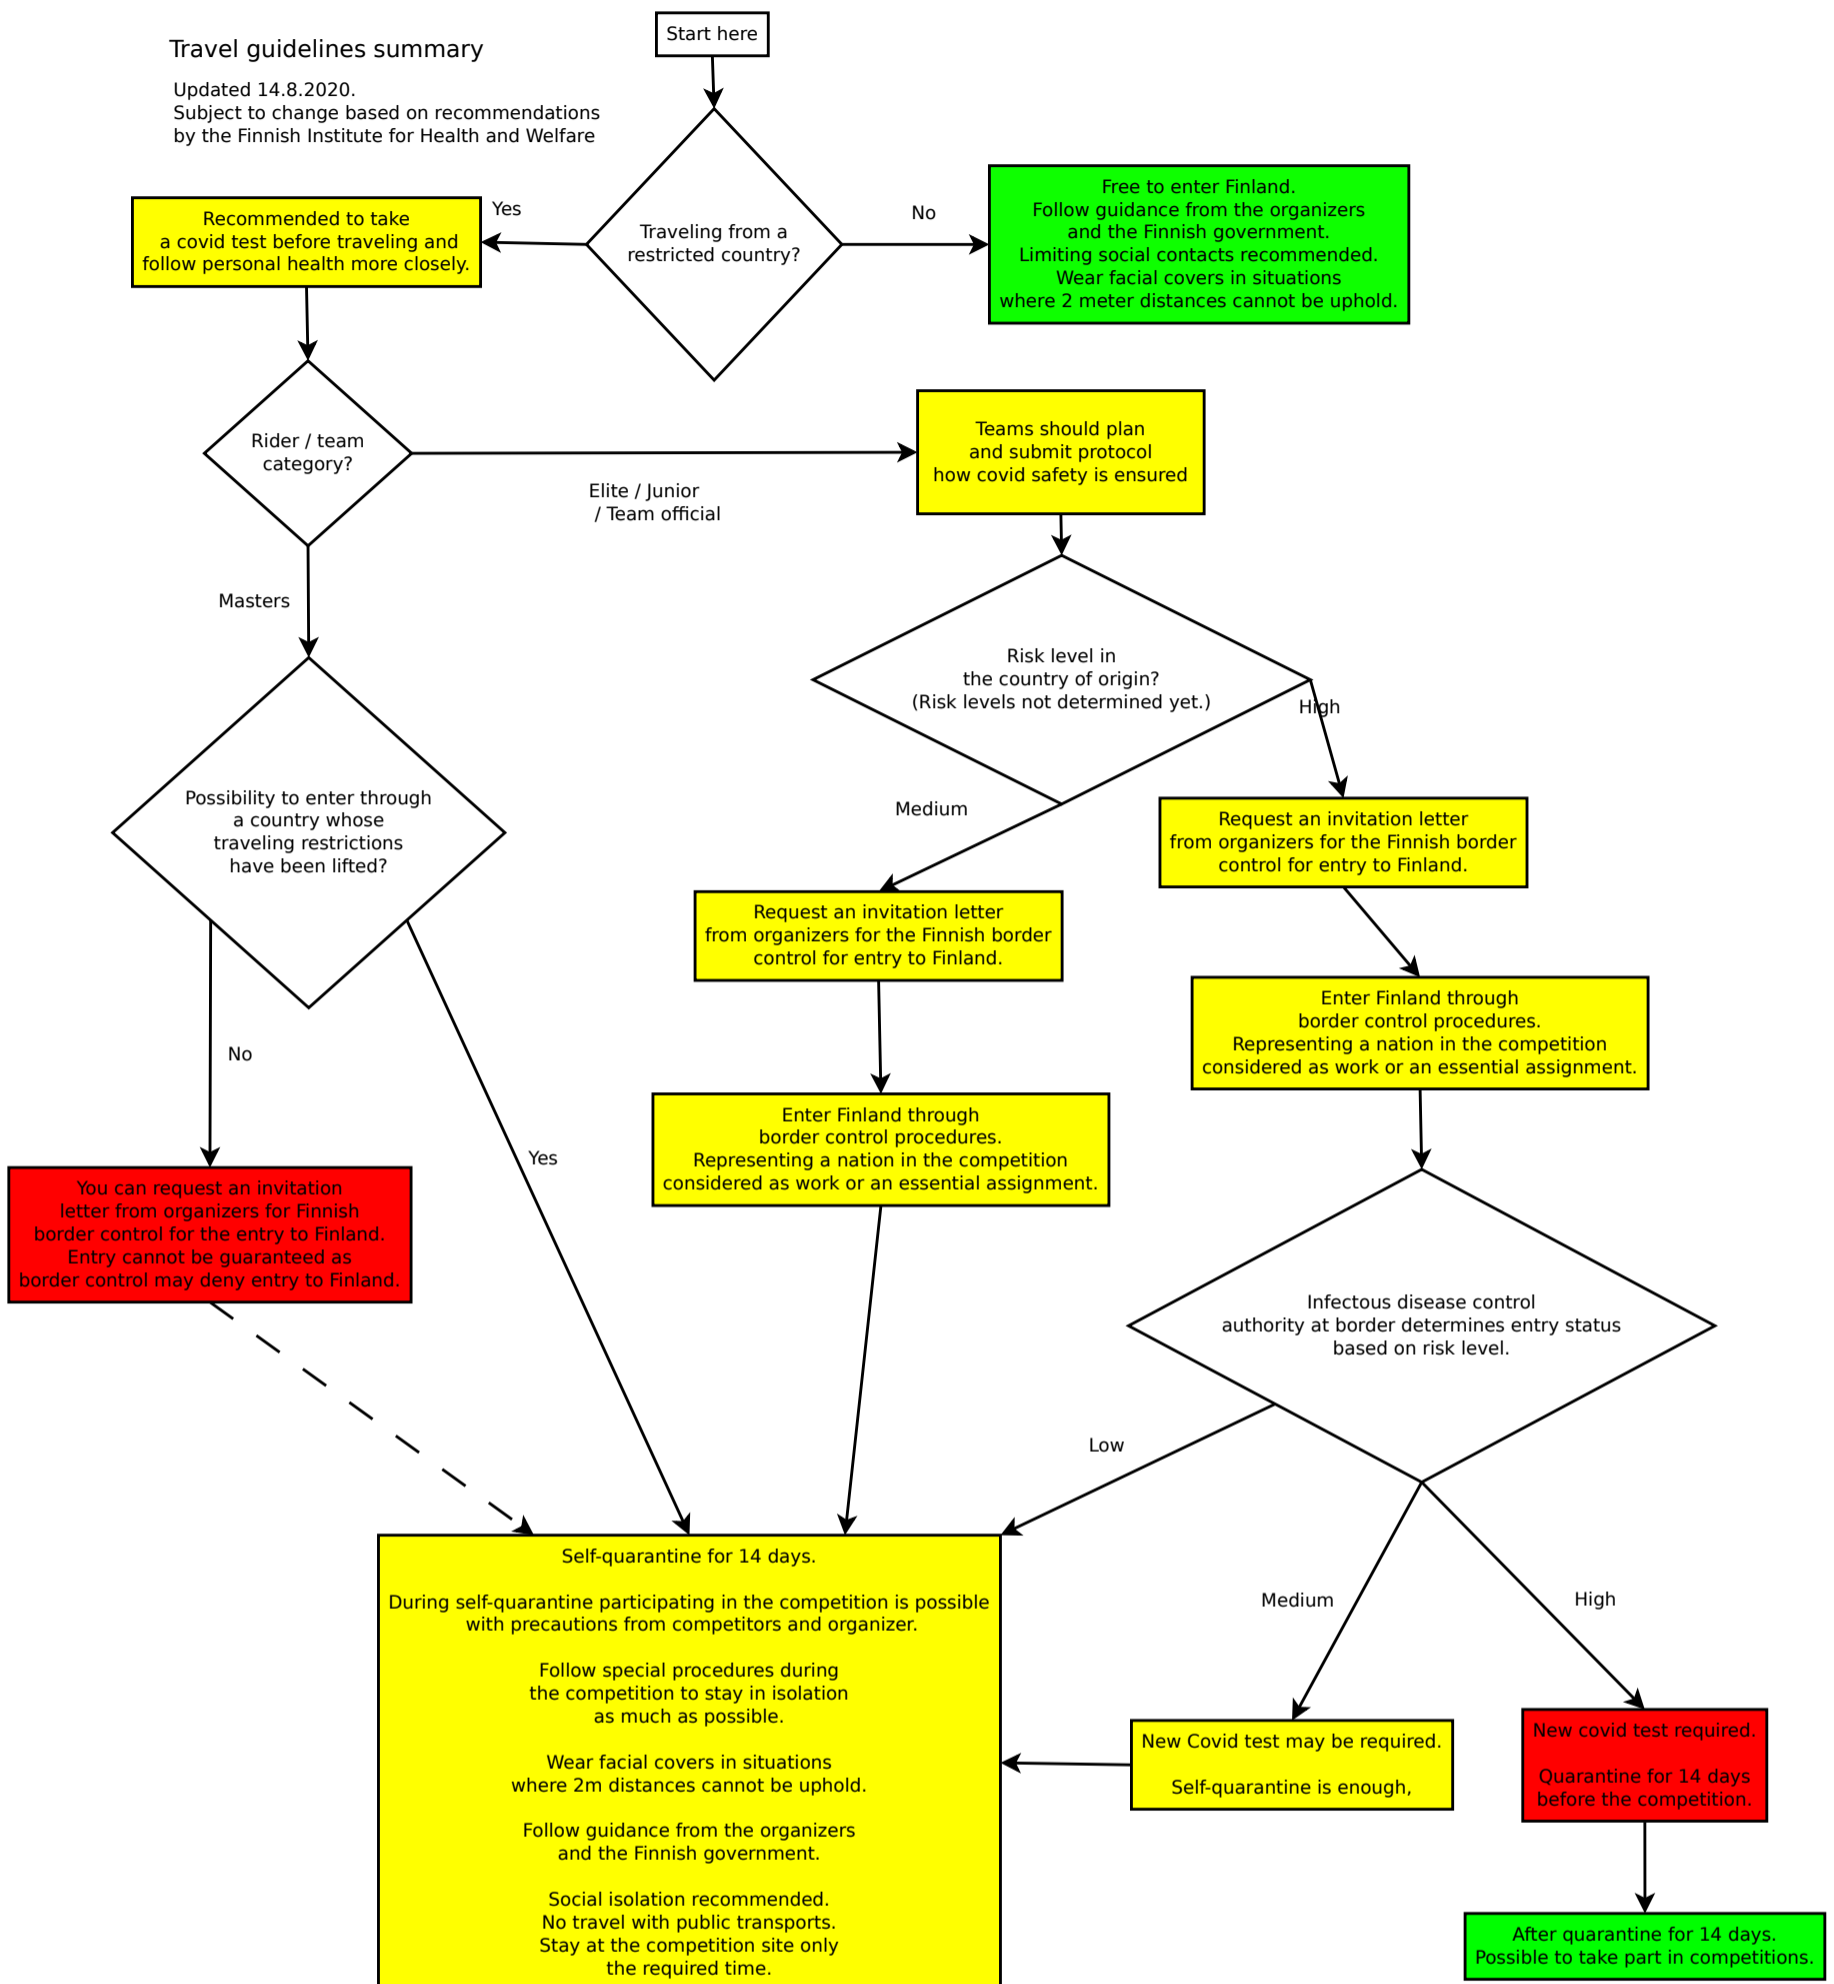 Start here
Travel guidelines summary
Updated 14.8.2020.
Subject to change based on recommendations
by the Finnish Institute for Health and Welfare
Traveling from a
restricted country?
Yes
No
Free to enter Finland.
Follow guidance from the organizers
and the Finnish government.
Limiting social contacts recommended.
Wear facial covers in situations
where 2 meter distances cannot be uphold.
Recommended to take
a covid test before traveling and
follow personal health more closely.
Rider / team
category?
Elite / Junior
/ Team official
Teams should plan
and submit protocol
how covid safety is ensured
Masters
Risk level in
the country of origin?
(Risk levels not determined yet.)
High
Medium
Possibility to enter through
a country whose
traveling restrictions
have been lifted?
Request an invitation letter
from organizers for the Finnish border
control for entry to Finland.
Request an invitation letter
from organizers for the Finnish border
control for entry to Finland.
Enter Finland through
border control procedures.
Representing a nation in the competition
considered as work or an essential assignment.
No
Yes
Enter Finland through
border control procedures.
Representing a nation in the competition
considered as work or an essential assignment.
You can request an invitation
letter from organizers for Finnish
border control for the entry to Finland.
Entry cannot be guaranteed as
border control may deny entry to Finland.
Infectous disease control
authority at border determines entry status
based on risk level.
Low
Medium
High
Self-quarantine for 14 days.
During self-quarantine participating in the competition is possible
with precautions from competitors and organizer.
Follow special procedures during
the competition to stay in isolation
as much as possible.
Wear facial covers in situations
where 2m distances cannot be uphold.
Follow guidance from the organizers
and the Finnish government.
Social isolation recommended.
No travel with public transports.
Stay at the competition site only
the required time.
New Covid test may be required.
Self-quarantine is enough,
New covid test required.
Quarantine for 14 days
before the competition.
After quarantine for 14 days.
Possible to take part in competitions.